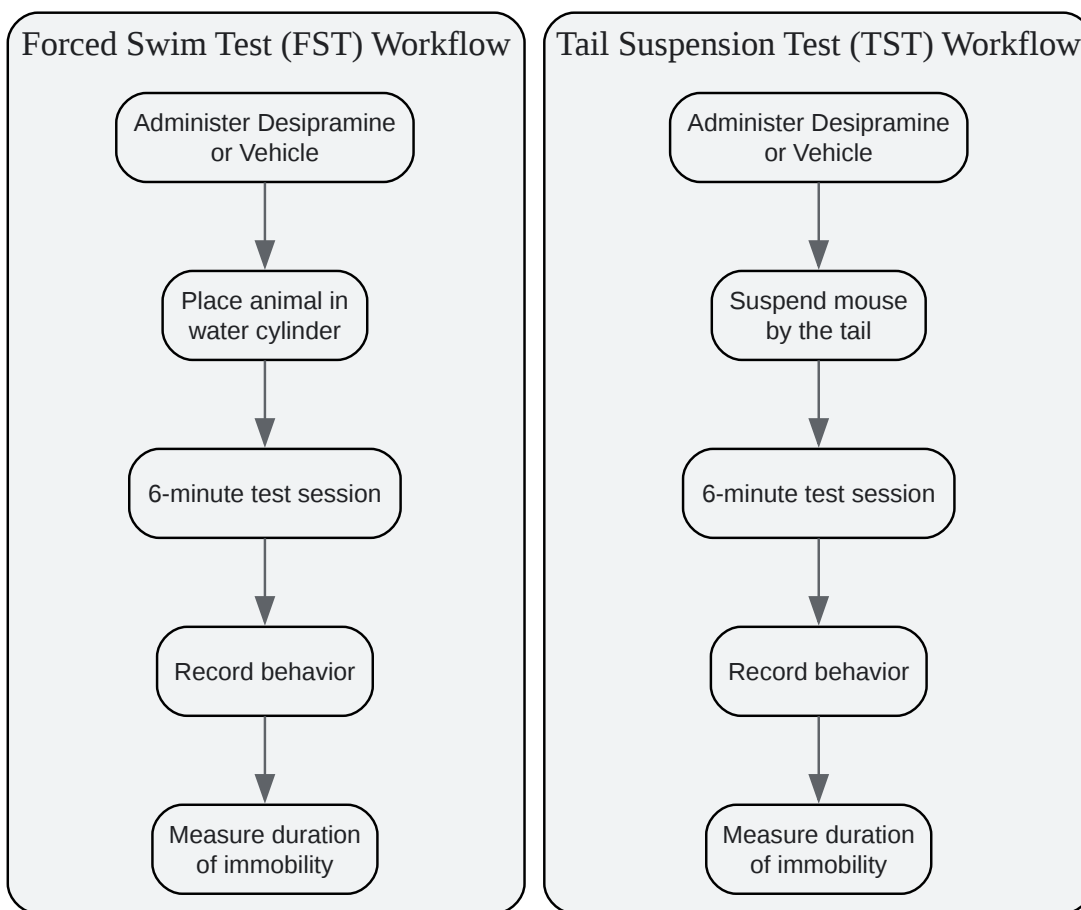 Forced Swim Test (FST) Workflow
Administer Desipramine
or Vehicle
Place animal in
water cylinder
6-minute test session
Record behavior
Measure duration
of immobility
Tail Suspension Test (TST) Workflow
Administer Desipramine
or Vehicle
Suspend mouse
by the tail
6-minute test session
Record behavior
Measure duration
of immobility